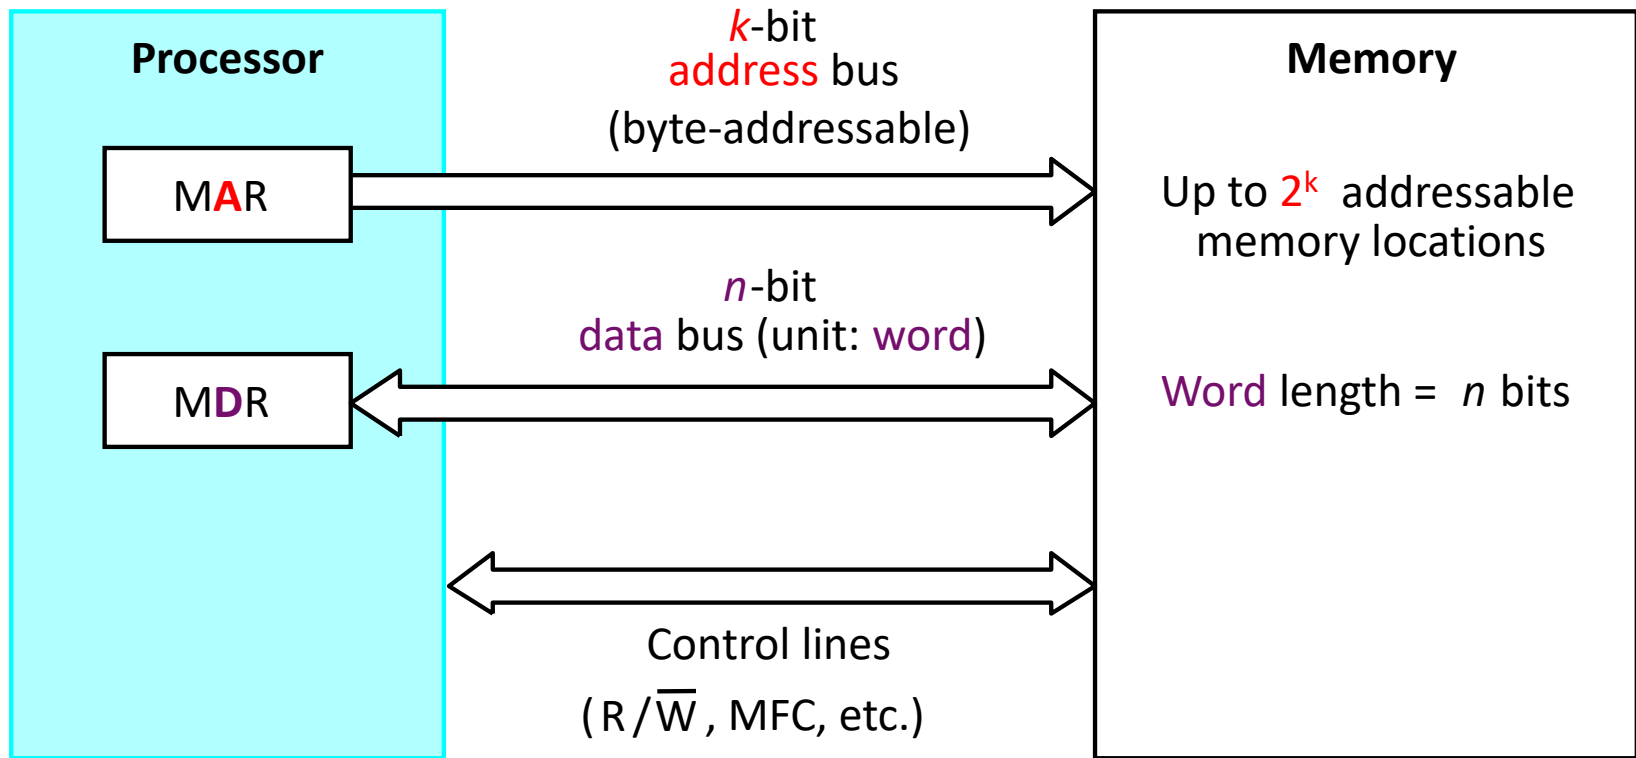 Processor
k-bit
address bus
(byte-addressable)
Memory
MAR
Up to 2ᵏ addressable
memory locations
n-bit
data bus (unit: word)
MDR
Word length = n bits
Control lines
( R / W̅ , MFC, etc.)